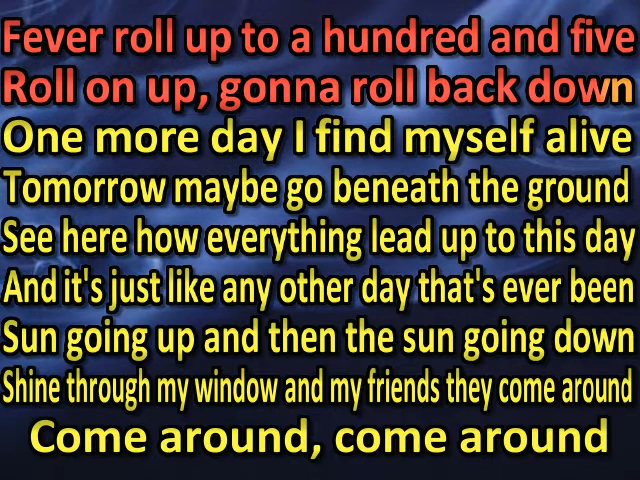 Fever roll up to a hundred and five
Roll on up, gonna roll back down
One more day I find myself alive
Tomorrow maybe go beneath the ground
See here how everything lead up to this day
And it's just like any other day that's ever been
Sun going up and then the sun going down
Shine through my window and my friends they come around
Come around, come around